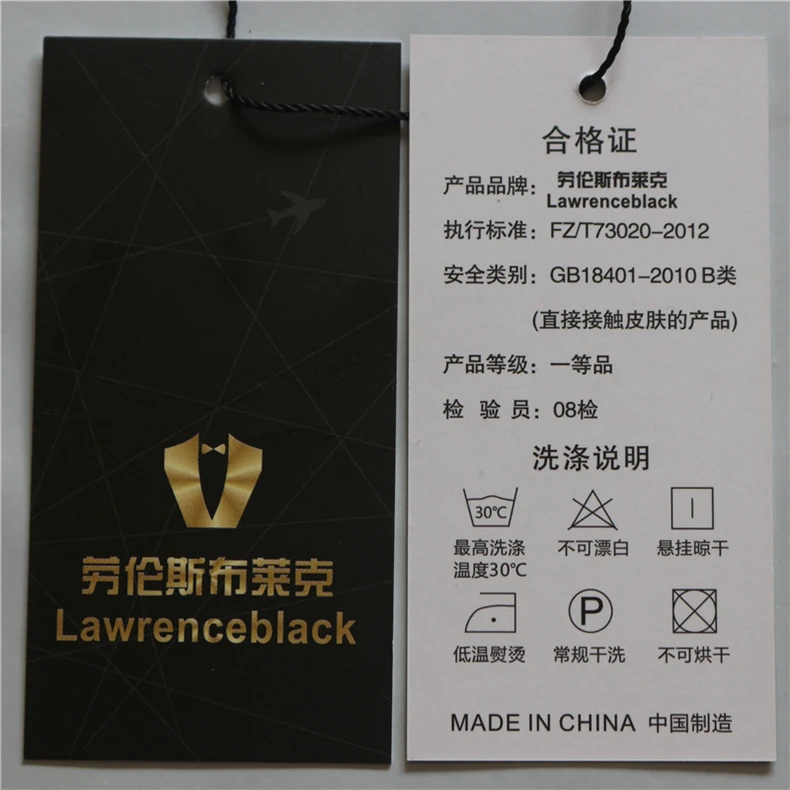 劳伦斯布莱克
Lawrenceblack
合格证
产品品牌：劳伦斯布莱克
Lawrenceblack
执行标准：FZ/T73020-2012
安全类别：GB18401-2010 B类
(直接接触皮肤的产品)
产品等级：一等品
检 验 员：08检
洗涤说明
30℃
最高洗涤 不可漂白 悬挂晾干
温度30℃
P
低温熨烫 常规干洗 不可烘干
MADE IN CHINA 中国制造